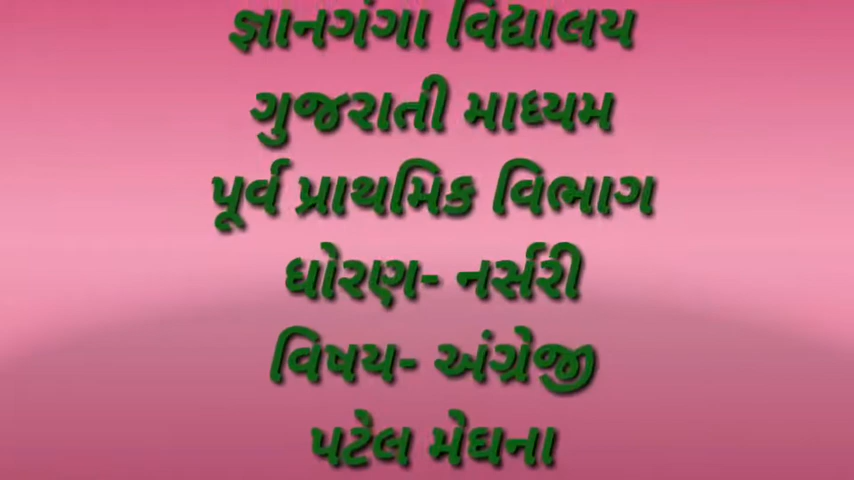 જ્ઞાનગંગા વિદ્યાલય
ગુજરાતી માધ્યમ
પૂર્વ પ્રાથમિક વિભાગ
ધોરણ- નર્સરી
વિષય- અંગ્રેજી
પટેલ મેઘના